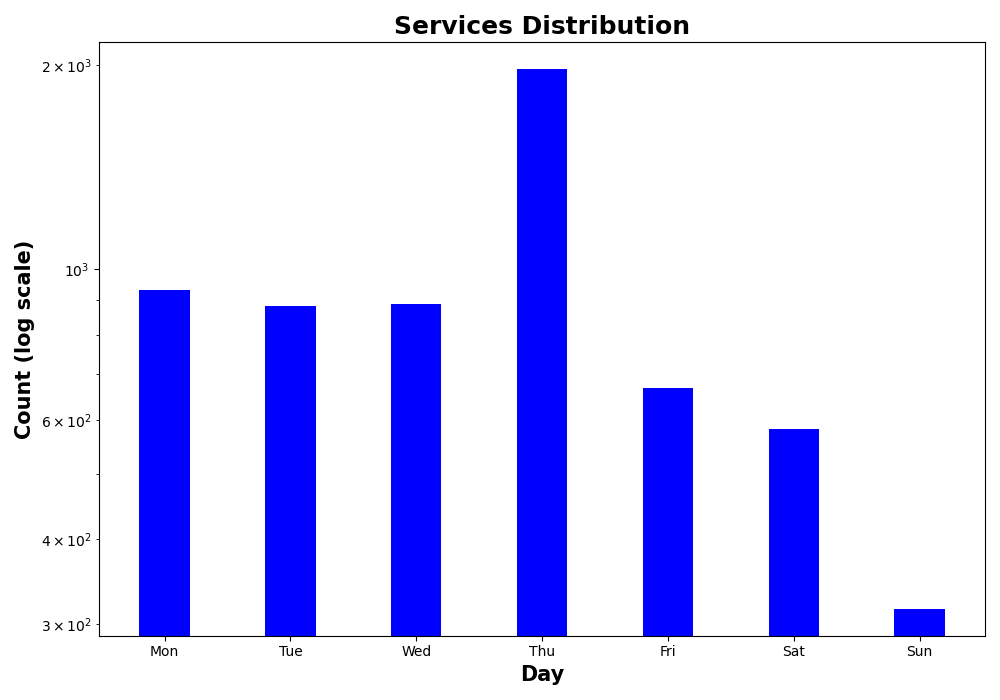 Services Distribution
Count (log scale)
2 × 10³
10³
6 × 10²
4 × 10²
3 × 10²
Mon Tue Wed Thu Fri Sat Sun
Day